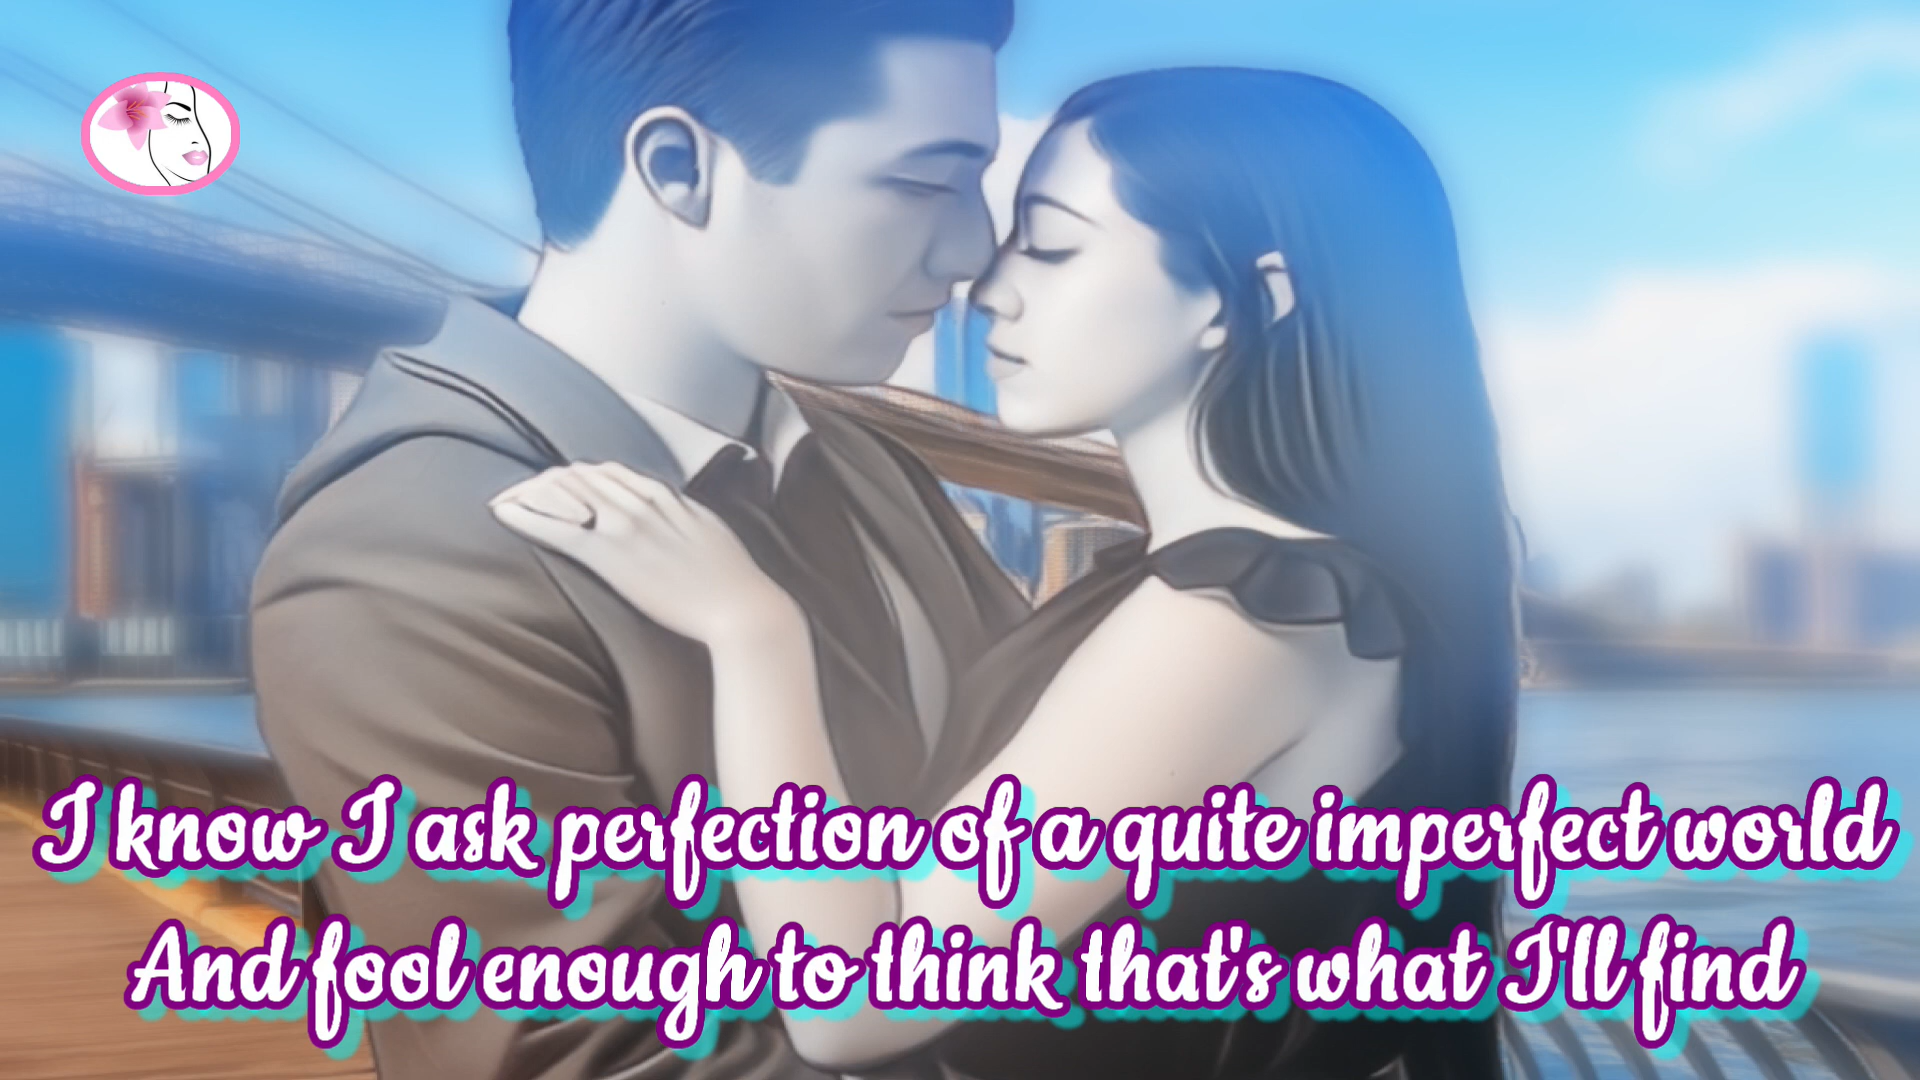 I know I ask perfection of a quite imperfect world
And fool enough to think that's what I'll find